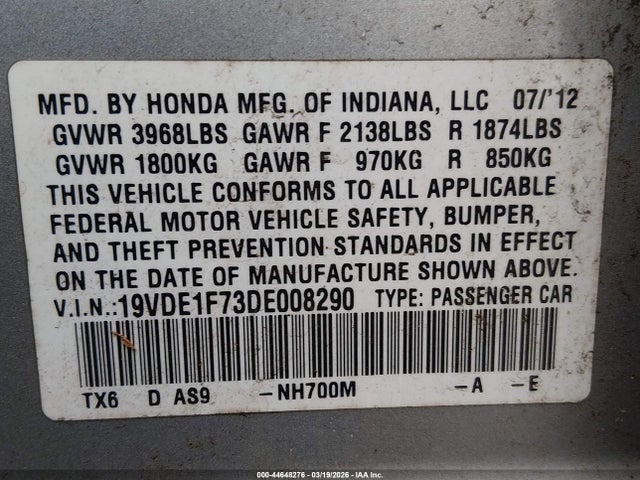 MFD. BY HONDA MFG. OF INDIANA, LLC 07/'12
GVWR 3968LBS GAWR F 2138LBS R 1874LBS
GVWR 1800KG GAWR F 970KG R 850KG
THIS VEHICLE CONFORMS TO ALL APPLICABLE
FEDERAL MOTOR VEHICLE SAFETY, BUMPER,
AND THEFT PREVENTION STANDARDS IN EFFECT
ON THE DATE OF MANUFACTURE SHOWN ABOVE.
V.I.N.:19VDE1F73DE008290 TYPE: PASSENGER CAR
TX6 D AS9 -NH700M -A -E
000-44648276 - 03/19/2026 - IAA Inc.